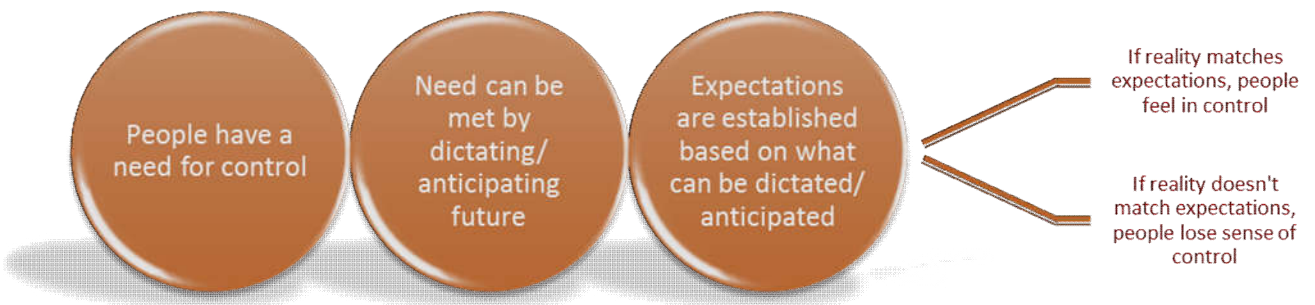 People have a
need for control
Need can be
met by
dictating/
anticipating
future
Expectations
are established
based on what
can be dictated/
anticipated
If reality matches
expectations, people
feel in control
If reality doesn't
match expectations,
people lose sense of
control